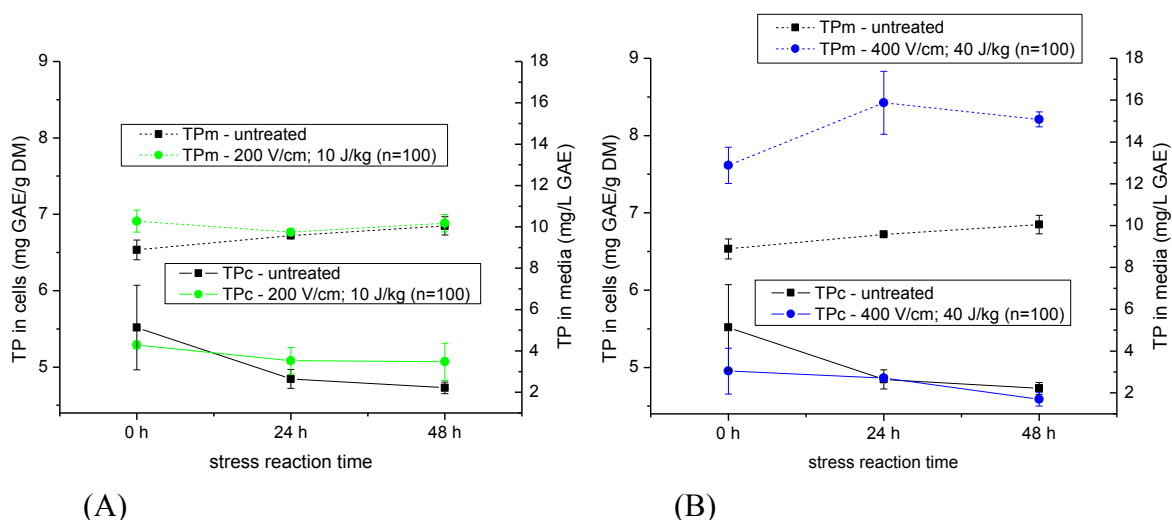 TPm - untreated
TPm - 200 V/cm; 10 J/kg (n=100)
TPc - untreated
TPc - 200 V/cm; 10 J/kg (n=100)
TP in cells (mg GAE/g DM)
9
8
7
6
5
TP in media (mg/L GAE)
18
16
14
12
10
8
6
4
2
0 h
24 h
48 h
stress reaction time
(A)
TPm - untreated
TPm - 400 V/cm; 40 J/kg (n=100)
TPc - untreated
TPc - 400 V/cm; 40 J/kg (n=100)
TP in cells (mg GAE/g DM)
9
8
7
6
5
TP in media (mg/L GAE)
18
16
14
12
10
8
6
4
2
0 h
24 h
48 h
stress reaction time
(B)